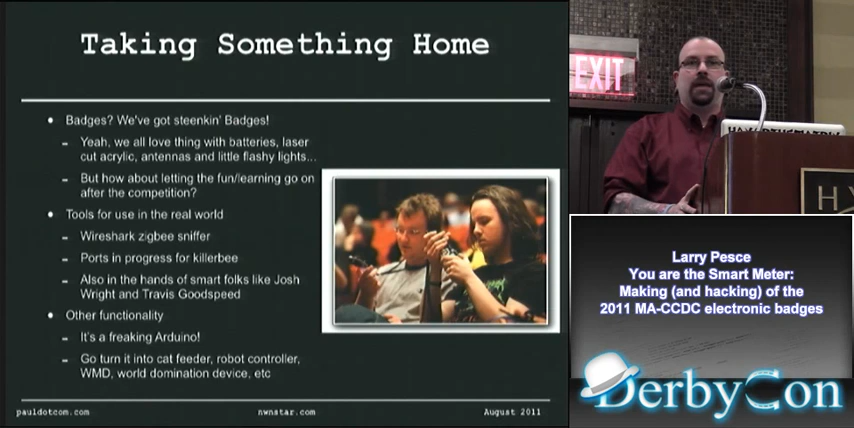 Taking Something Home
Badges? We've got steenkin' Badges!
Yeah, we all love thing with batteries, laser
cut acrylic, antennas and little flashy lights...
But how about letting the fun/learning go on
after the competition?
Tools for use in the real world
Wireshark zigbee sniffer
Ports in progress for killerbee
Also in the hands of smart folks like Josh
Wright and Travis Goodspeed
Other functionality
It's a freaking Arduino!
Go turn it into cat feeder, robot controller,
WMD, world domination device, etc
pauldotcom.com
nwnstar.com
August 2011
EXIT
HY
Larry Pesce
You are the Smart Meter:
Making (and hacking) of the
2011 MA-CCDC electronic badges
DerbyCon